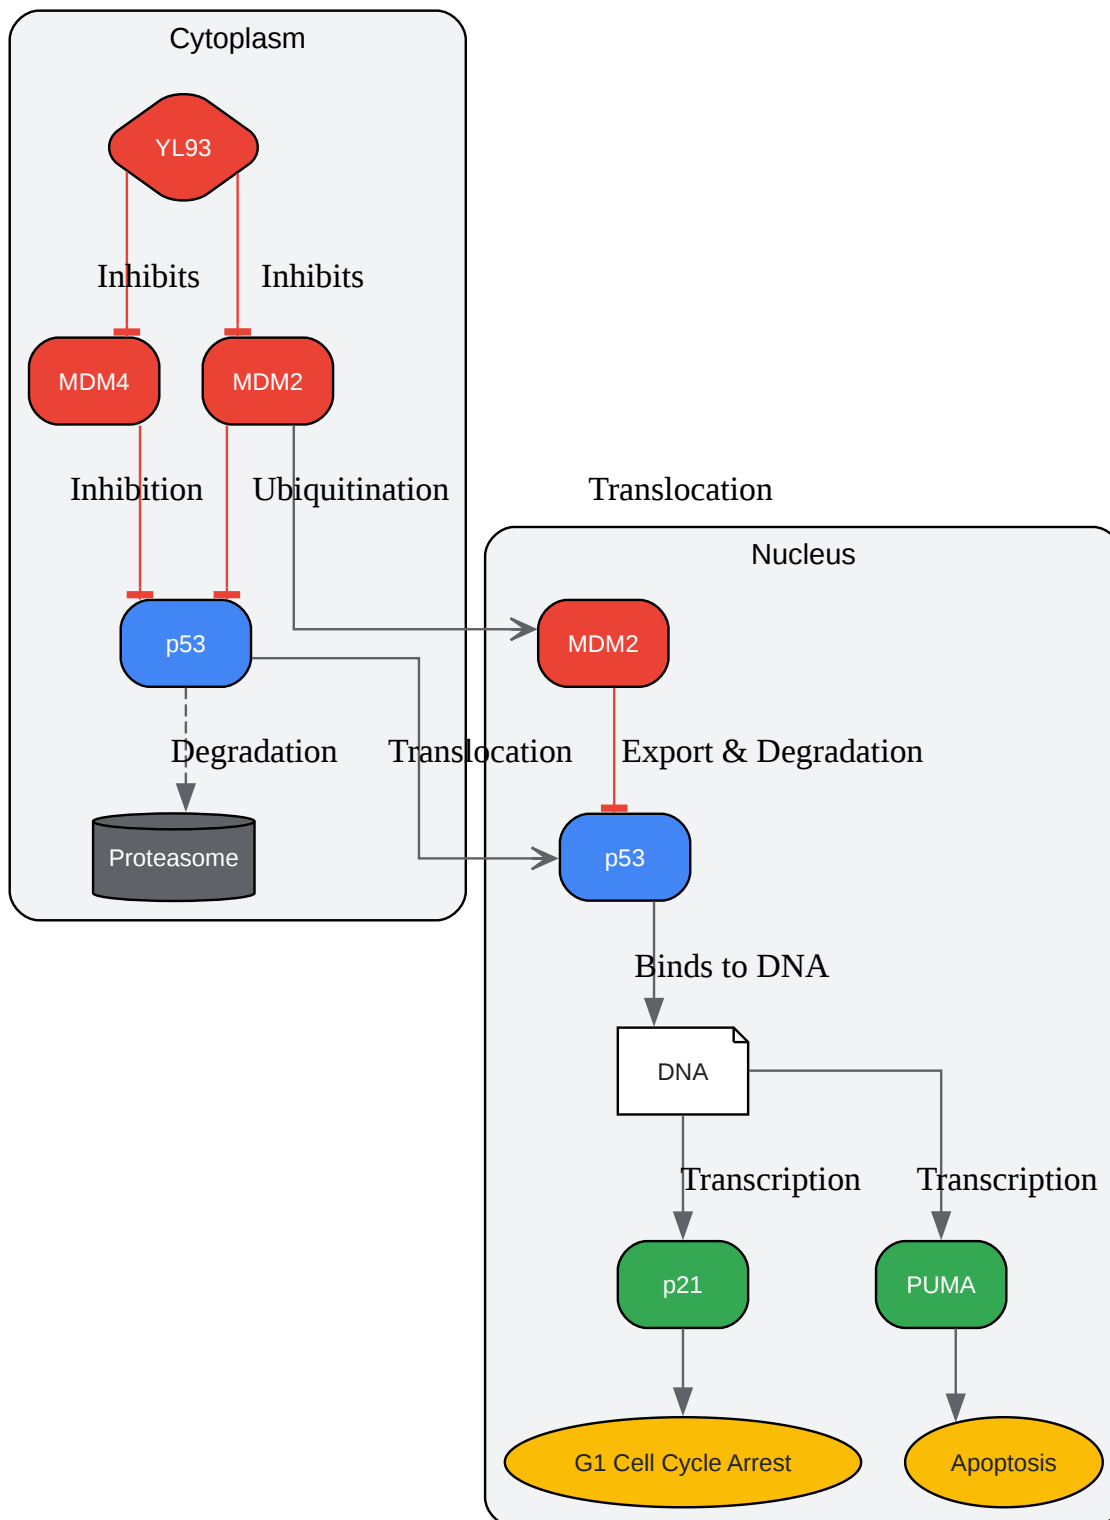 Cytoplasm
YL93
Inhibits
Inhibits
MDM4
MDM2
Inhibition
Ubiquitination
Translocation
Nucleus
p53
MDM2
Degradation
Translocation
Export & Degradation
Proteasome
p53
Binds to DNA
DNA
Transcription
Transcription
p21
PUMA
G1 Cell Cycle Arrest
Apoptosis